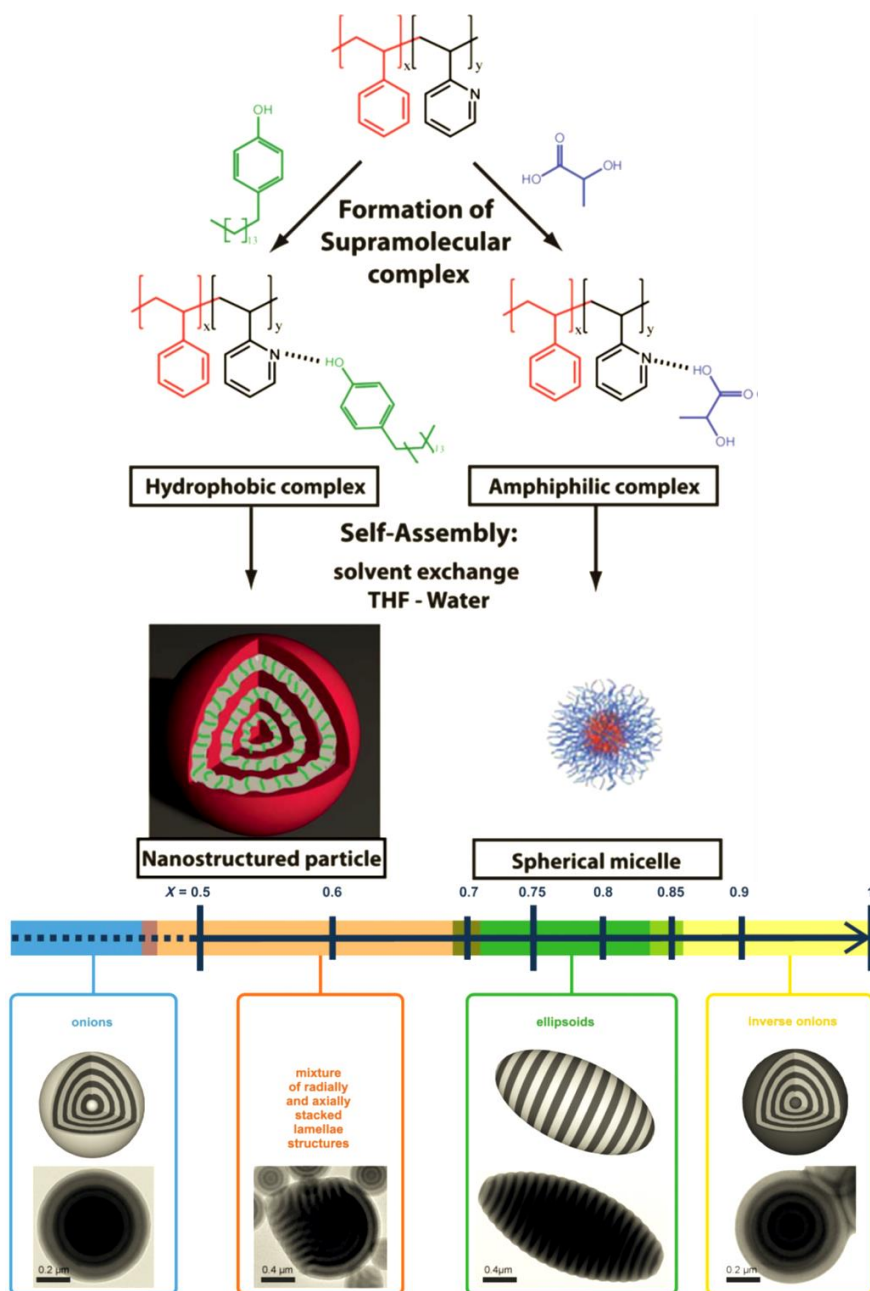 x
y
N
OH
13
O
HO
OH
Formation of
Supramolecular
complex
x
y
N
HO
13
x
y
N
HO
O
OH
Hydrophobic complex
Amphiphilic complex
Self-Assembly:
solvent exchange
THF - Water
Nanostructured particle
Spherical micelle
X = 0.5
0.6
0.7
0.75
0.8
0.85
0.9
1
onions
mixture
of radially
and axially
stacked
lamellae
structures
ellipsoids
inverse onions
0.2 µm
0.4 µm
0.4µm
0.2 µm